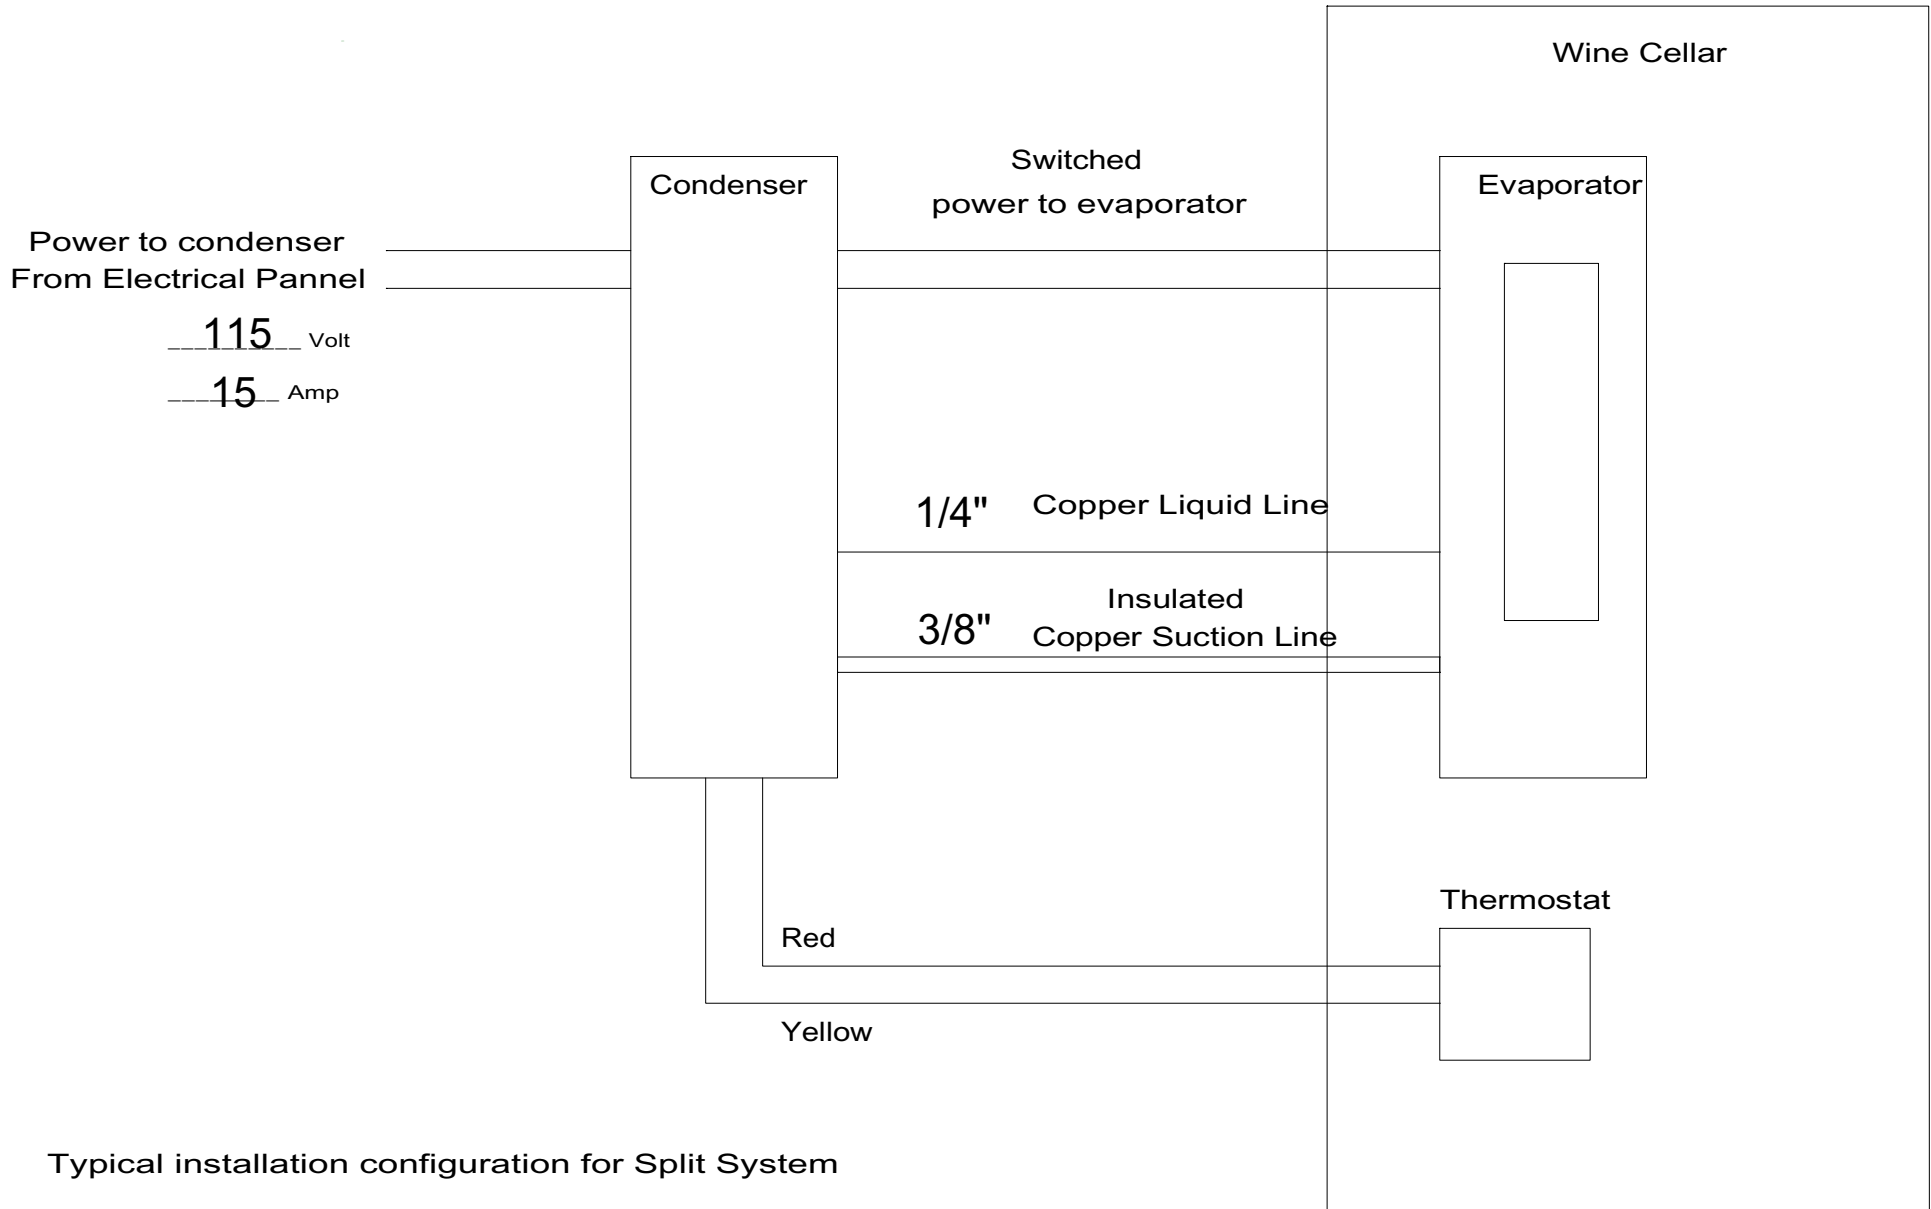 Wine Cellar
Switched
power to evaporator
Condenser
Evaporator
Power to condenser
From Electrical Pannel
__________ 115 Volt
________ 15 Amp
1/4" Copper Liquid Line
Insulated
3/8" Copper Suction Line
Thermostat
Red
Yellow
Typical installation configuration for Split System